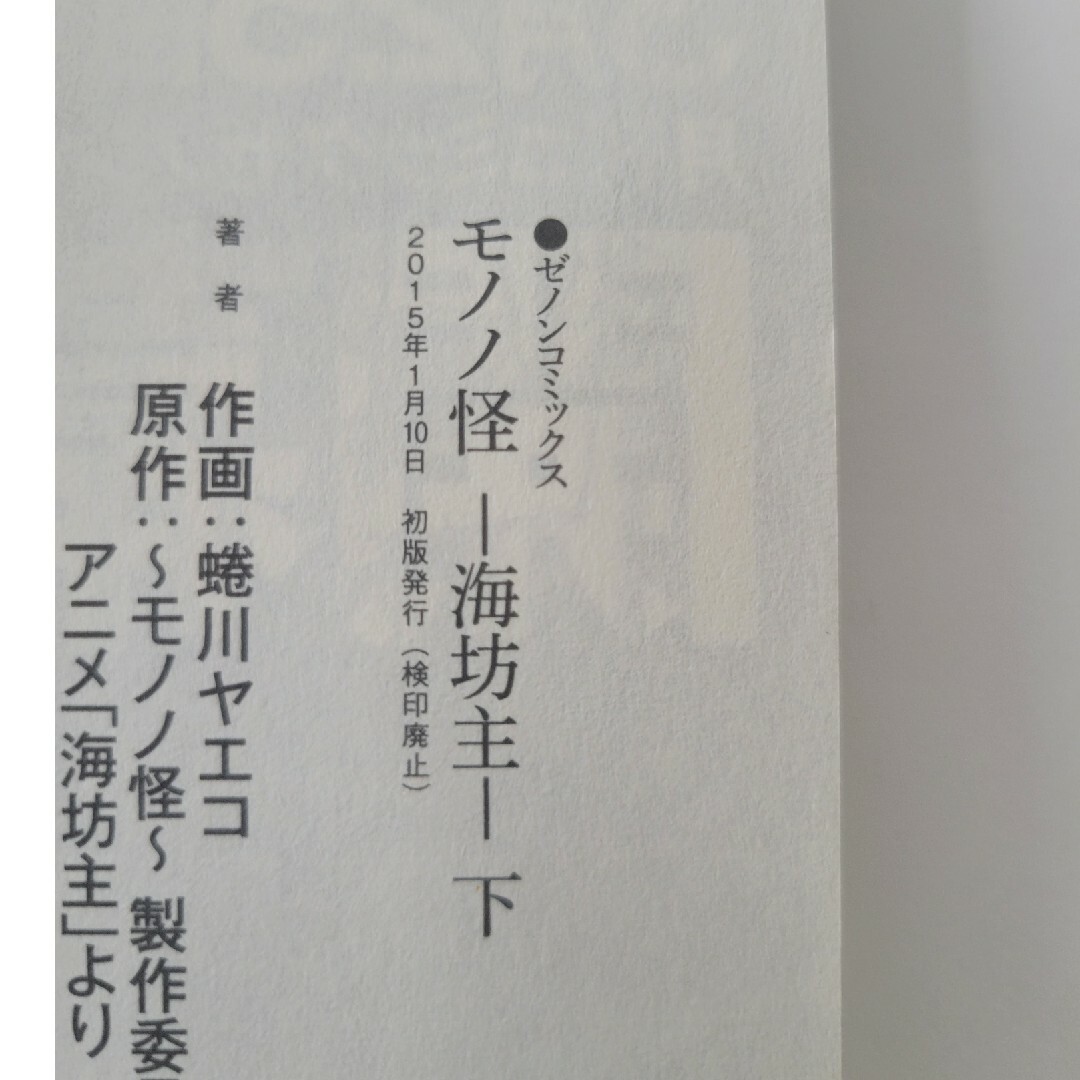 ●ゼノンコミックス
モノノ怪 ―海坊主― 下
2015年1月10日 初版発行（検印廃止）
著者
作画：蜷川ヤエコ
原作：～モノノ怪～ 製作委
アニメ「海坊主」より